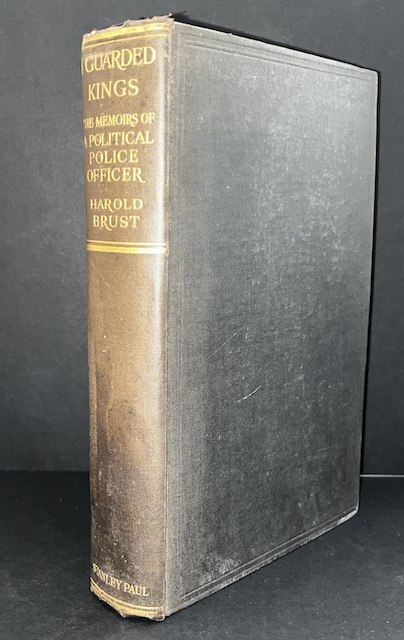 I GUARDED
KINGS
THE MEMOIRS OF
A POLITICAL
POLICE
OFFICER
HAROLD
BRUST
STANLEY PAUL